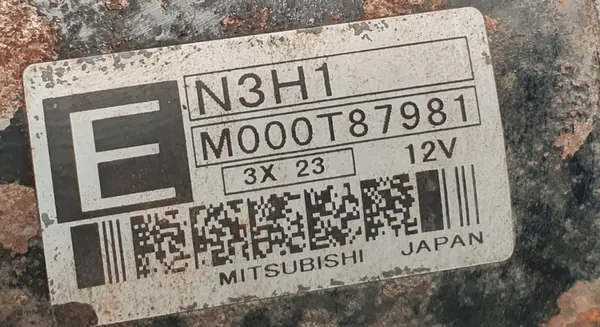 E
N3H1
M000T87981
3X 23
12V
MITSUBISHI
JAPAN